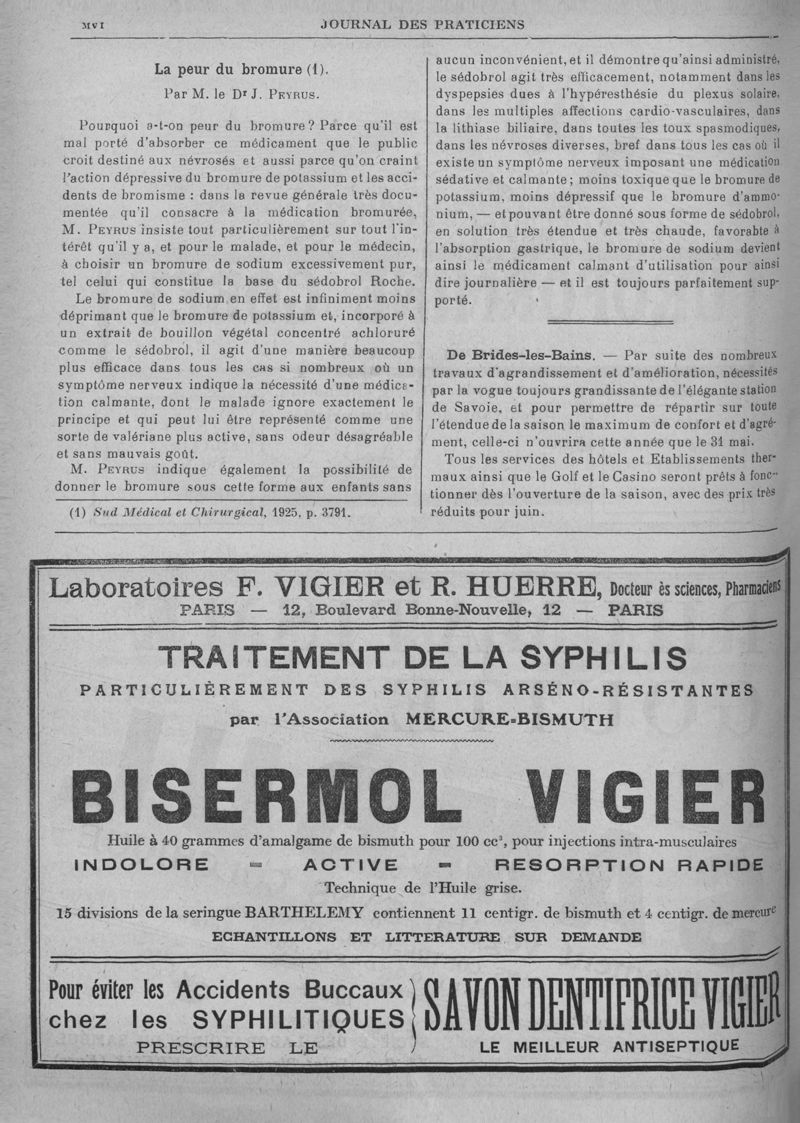 MVI
JOURNAL DES PRATICIENS
La peur du bromure (1).
Par M. le Dr J. PEYRUS.
Pourquoi a-t-on peur du bromure ? Parce qu'il est
mal porté d'absorber ce médicament que le public
croit destiné aux névrosés et aussi parce qu'on craint
l'action dépressive du bromure de potassium et les acci-
dents de bromisme : dans la revue générale très docu-
mentée qu'il consacre à la médication bromurée,
M. PEYRUS insiste tout particulièrement sur tout l'in-
térêt qu'il y a, et pour le malade, et pour le médecin,
à choisir un bromure de sodium excessivement pur,
tel celui qui constitue la base du sédobrol Roche.
Le bromure de sodium en effet est infiniment moins
déprimant que le bromure de potassium et, incorporé à
un extrait de bouillon végétal concentré achloruré
comme le sédobrol, il agit d'une manière beaucoup
plus efficace dans tous les cas si nombreux où un
symptôme nerveux indique la nécessité d'une médica-
tion calmante, dont le malade ignore exactement le
principe et qui peut lui être représenté comme une
sorte de valériane plus active, sans odeur désagréable
et sans mauvais goût.
M. PEYRUS indique également la possibilité de
donner le bromure sous cette forme aux enfants sans
(1) Sud Médical et Chirurgical, 1925, p. 3791.
aucun inconvénient, et il démontre qu'ainsi administré,
le sédobrol agit très efficacement, notamment dans les
dyspepsies dues à l'hypéresthésie du plexus solaire,
dans les multiples affections cardio-vasculaires, dans
la lithiase biliaire, dans toutes les toux spasmodiques,
dans les névroses diverses, bref dans tous les cas où il
existe un symptôme nerveux imposant une médication
sédative et calmante ; moins toxique que le bromure de
potassium, moins dépressif que le bromure d'ammo-
nium, — et pouvant être donné sous forme de sédobrol,
en solution très étendue et très chaude, favorable à
l'absorption gastrique, le bromure de sodium devient
ainsi le médicament calmant d'utilisation pour ainsi
dire journalière — et il est toujours parfaitement sup-
porté.
De Brides-les-Bains. — Par suite des nombreux
travaux d'agrandissement et d'amélioration, nécessités
par la vogue toujours grandissante de l'élégante station
de Savoie, et pour permettre de répartir sur toute
l'étendue de la saison le maximum de confort et d'agré-
ment, celle-ci n'ouvrira cette année que le 31 mai.
Tous les services des hôtels et Etablissements ther-
maux ainsi que le Golf et le Casino seront prêts à fonc-
tionner dès l'ouverture de la saison, avec des prix très
réduits pour juin.
Laboratoires F. VIGIER et R. HUERRE, Docteur ès sciences, Pharmaciens
PARIS — 12, Boulevard Bonne-Nouvelle, 12 — PARIS
TRAITEMENT DE LA SYPHILIS
PARTICULIÈREMENT DES SYPHILIS ARSÉNO-RÉSISTANTES
par l'Association MERCURE-BISMUTH
BISERMOL VIGIER
Huile à 40 grammes d'amalgame de bismuth pour 100 cc³, pour injections intra-musculaires
INDOLORE = ACTIVE = RESORPTION RAPIDE
Technique de l'Huile grise.
15 divisions de la seringue BARTHELEMY contiennent 11 centigr. de bismuth et 4 centigr. de mercure
ECHANTILLONS ET LITTERATURE SUR DEMANDE
Pour éviter les Accidents Buccaux
chez les SYPHILITIQUES
PRESCRIRE LE
SAVON DENTIFRICE VIGIER
LE MEILLEUR ANTISEPTIQUE